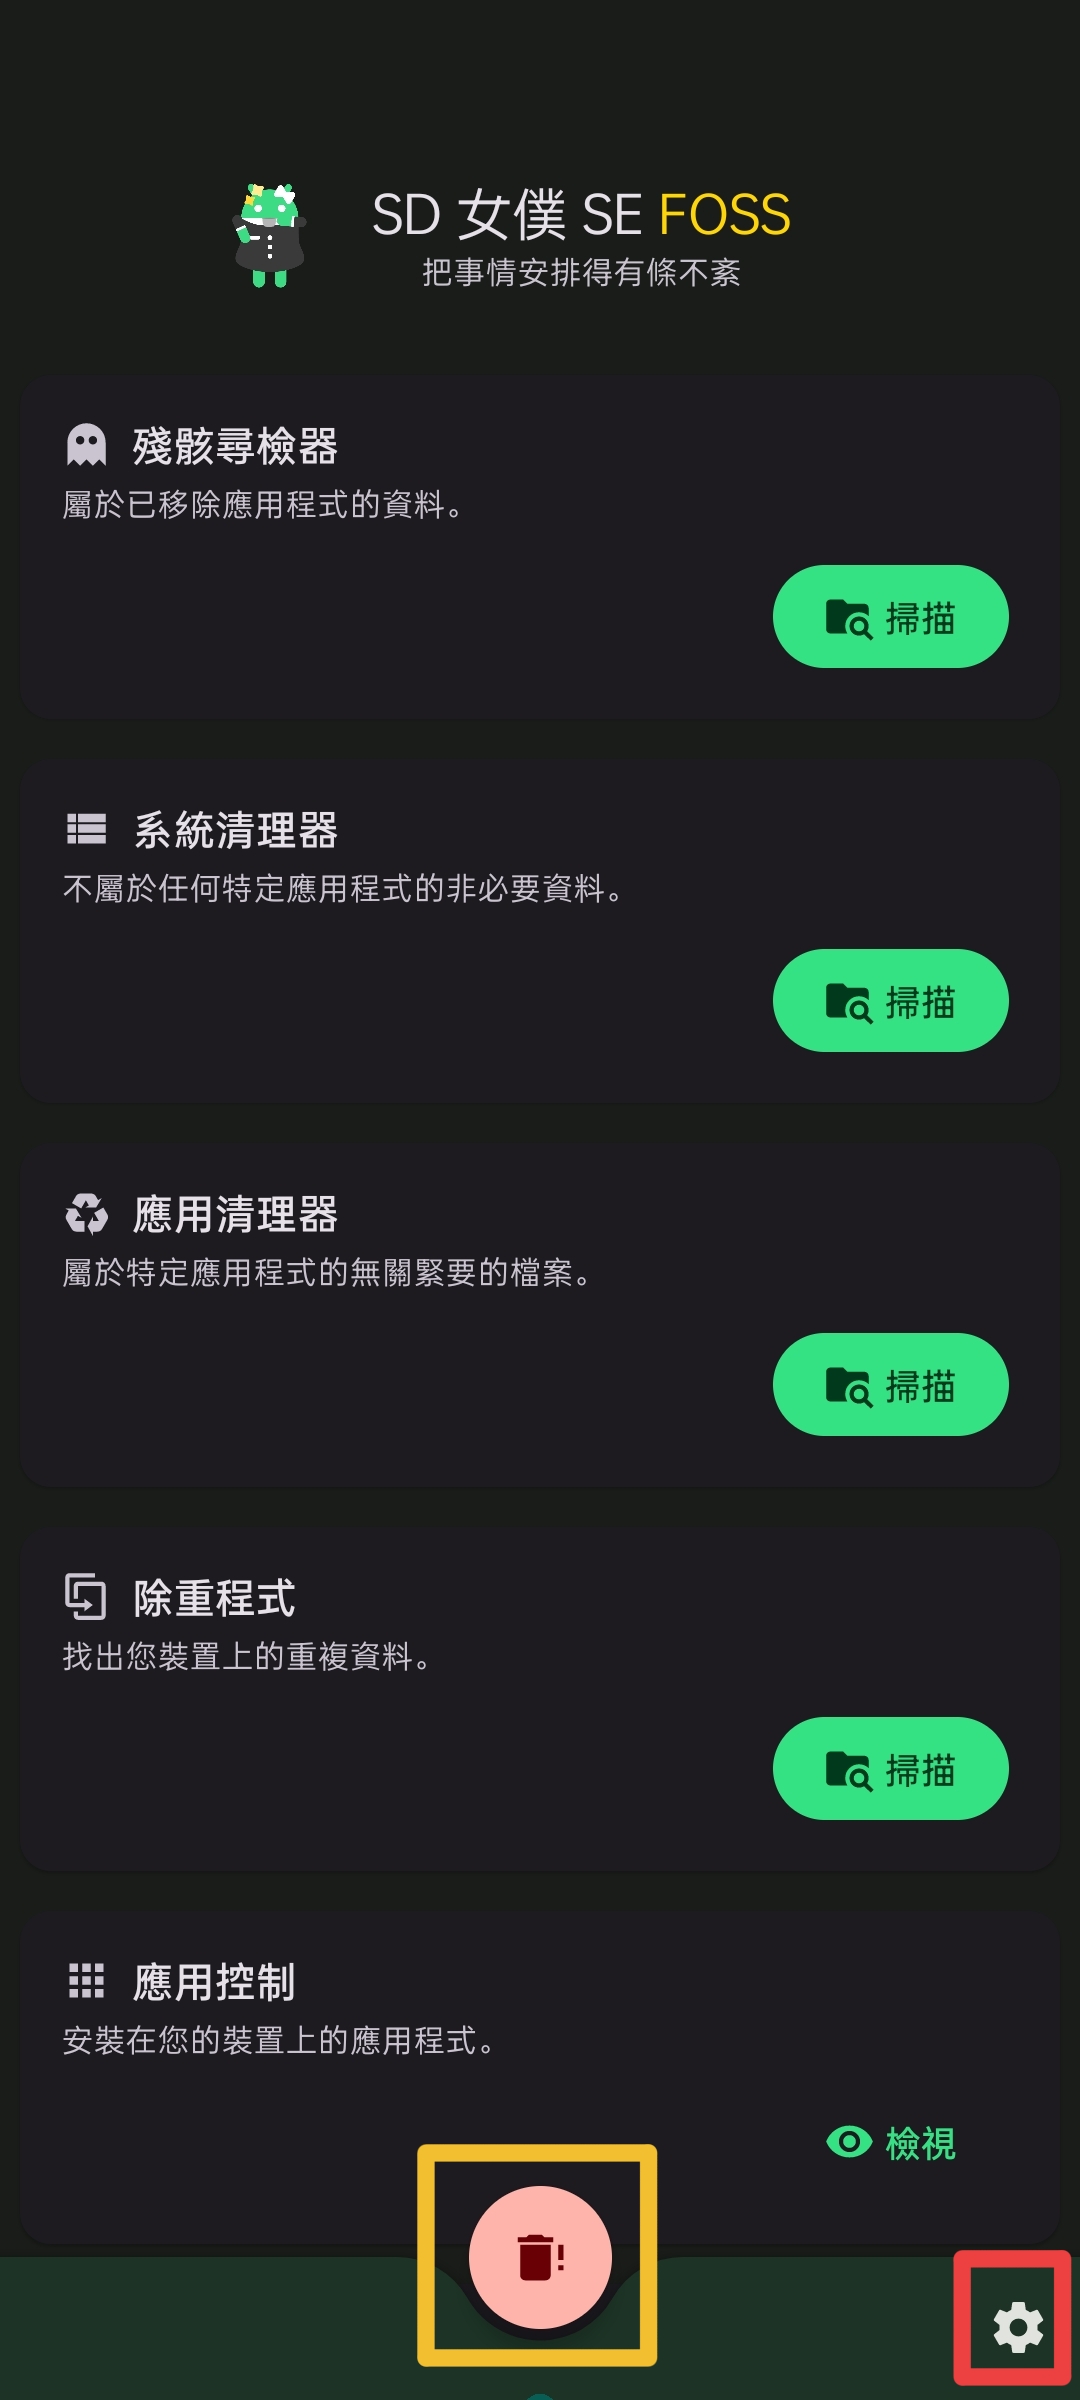 SD 女僕 SE FOSS
把事情安排得有條不紊
殘骸尋檢器
屬於已移除應用程式的資料。
掃描
系統清理器
不屬於任何特定應用程式的非必要資料。
掃描
應用清理器
屬於特定應用程式的無關緊要的檔案。
掃描
除重程式
找出您裝置上的重複資料。
掃描
應用控制
安裝在您的裝置上的應用程式。
檢視